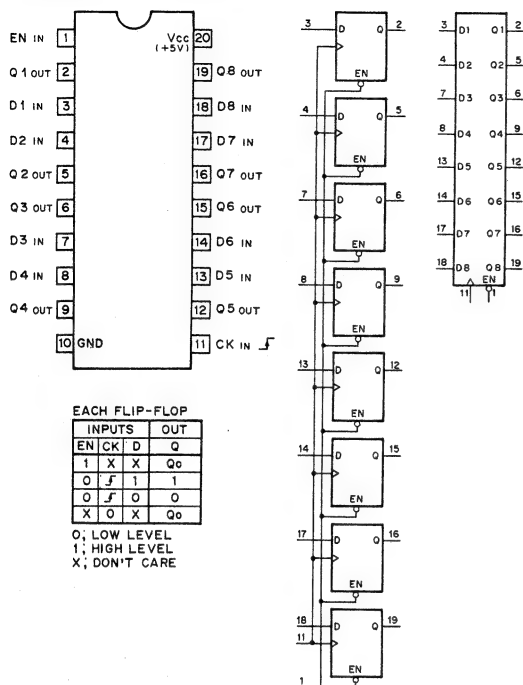 EN IN 1
Vcc 20
(+5V)
Q1 OUT 2
19 Q8 OUT
D1 IN 3
18 D8 IN
D2 IN 4
17 D7 IN
Q2 OUT 5
16 Q7 OUT
Q3 OUT 6
15 Q6 OUT
D3 IN 7
14 D6 IN
D4 IN 8
13 D5 IN
Q4 OUT 9
12 Q5 OUT
10 GND
11 CK IN
EACH FLIP-FLOP
INPUTS OUT
EN CK D Q
1 X X Qo
0 1 1
0 0 0
X 0 X Qo
0; LOW LEVEL
1; HIGH LEVEL
X; DON'T CARE
3 D Q 2
EN
4 D Q 5
EN
7 D Q 6
EN
8 D Q 9
EN
13 D Q 12
EN
14 D Q 15
EN
17 D Q 16
EN
18 D Q 19
11
EN
1
3 D1 Q1 2
4 D2 Q2 5
7 D3 Q3 6
8 D4 Q4 9
13 D5 Q5 12
14 D6 Q6 15
17 D7 Q7 16
18 D8 Q8 19
EN
11 1